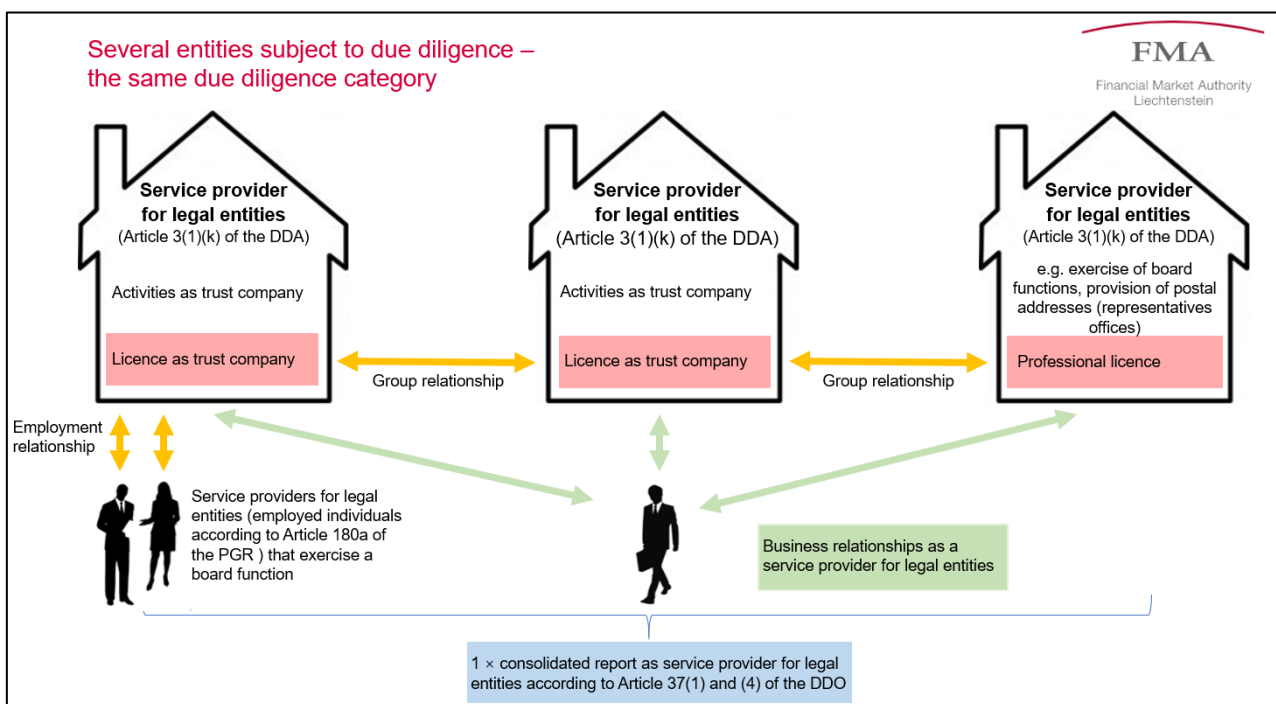 Several entities subject to due diligence –
the same due diligence category
FMA
Financial Market Authority
Liechtenstein
Service provider
for legal entities
(Article 3(1)(k) of the DDA)
Activities as trust company
Licence as trust company
Group relationship
Service provider
for legal entities
(Article 3(1)(k) of the DDA)
Activities as trust company
Licence as trust company
Group relationship
Service provider
for legal entities
(Article 3(1)(k) of the DDA)
e.g. exercise of board
functions, provision of postal
addresses (representatives
offices)
Professional licence
Employment
relationship
Service providers for legal
entities (employed individuals
according to Article 180a of
the PGR ) that exercise a
board function
Business relationships as a
service provider for legal entities
1 × consolidated report as service provider for legal
entities according to Article 37(1) and (4) of the DDO